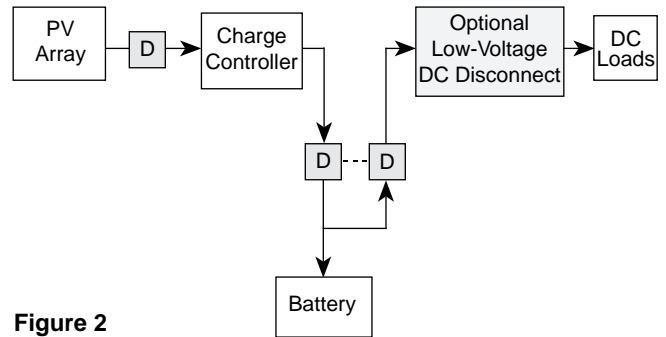 PV
Array
D
Charge
Controller
Optional
Low-Voltage
DC Disconnect
DC
Loads
D
D
Battery
Figure 2